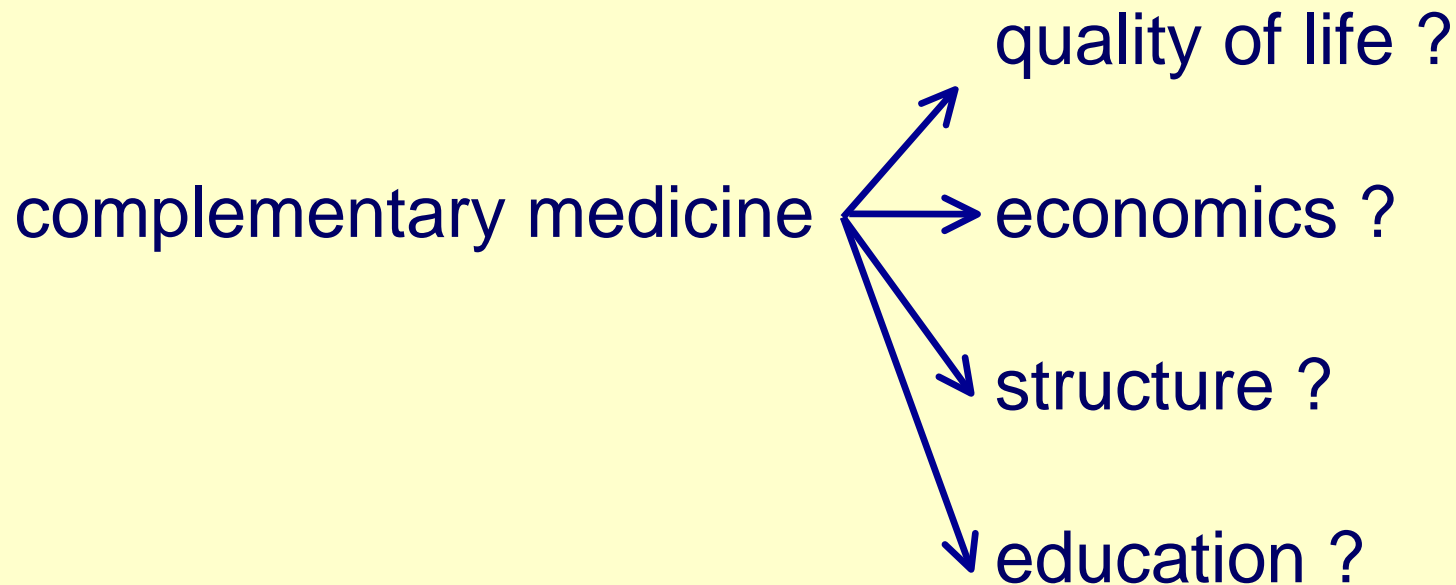 quality of life ?
complementary medicine
economics ?
structure ?
education ?